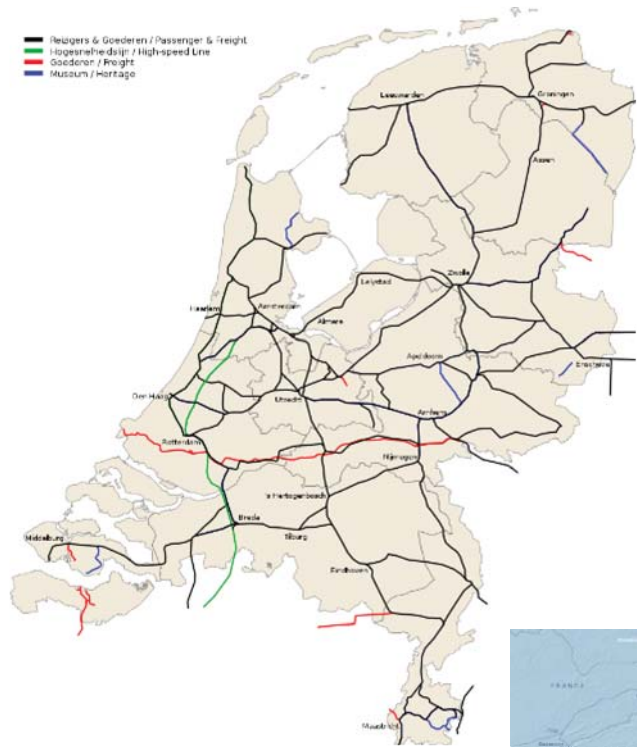 Reizigers & Goederen / Passenger & Freight
Hogesnelheidslijn / High-speed Line
Goederen / Freight
Museum / Heritage
Leeuwarden
Groningen
Assen
Zwolle
Lelystad
Haarlem
Amsterdam
Almere
Apeldoorn
Enschede
Den Haag
Utrecht
Arnhem
Rotterdam
Nijmegen
's Hertogenbosch
Middelburg
Breda
Tilburg
Eindhoven
Maastricht